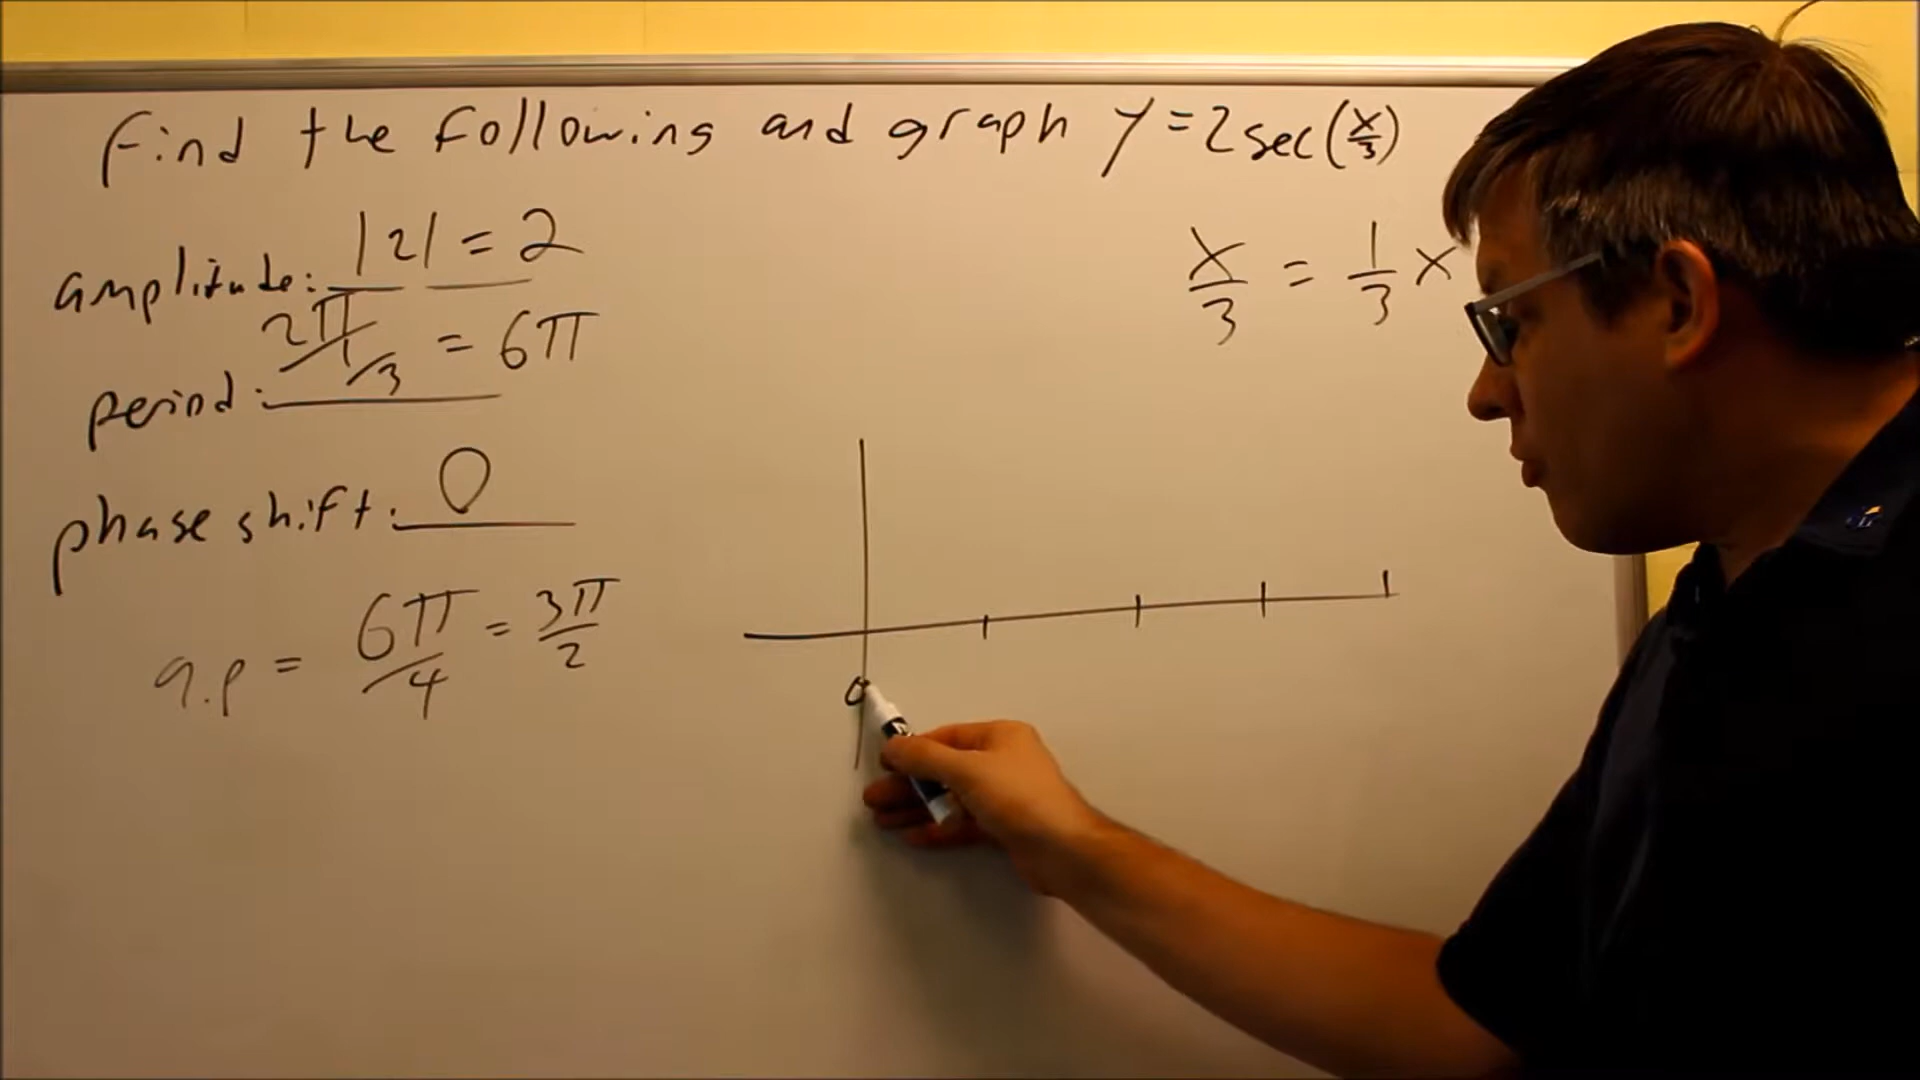 find the following and graph y=2sec(x/3)
amplitude: |2| = 2
x/3 = 1/3 x
period: 2π/1/3 = 6π
phase shift: 0
q.p = 6π/4 = 3π/2
0